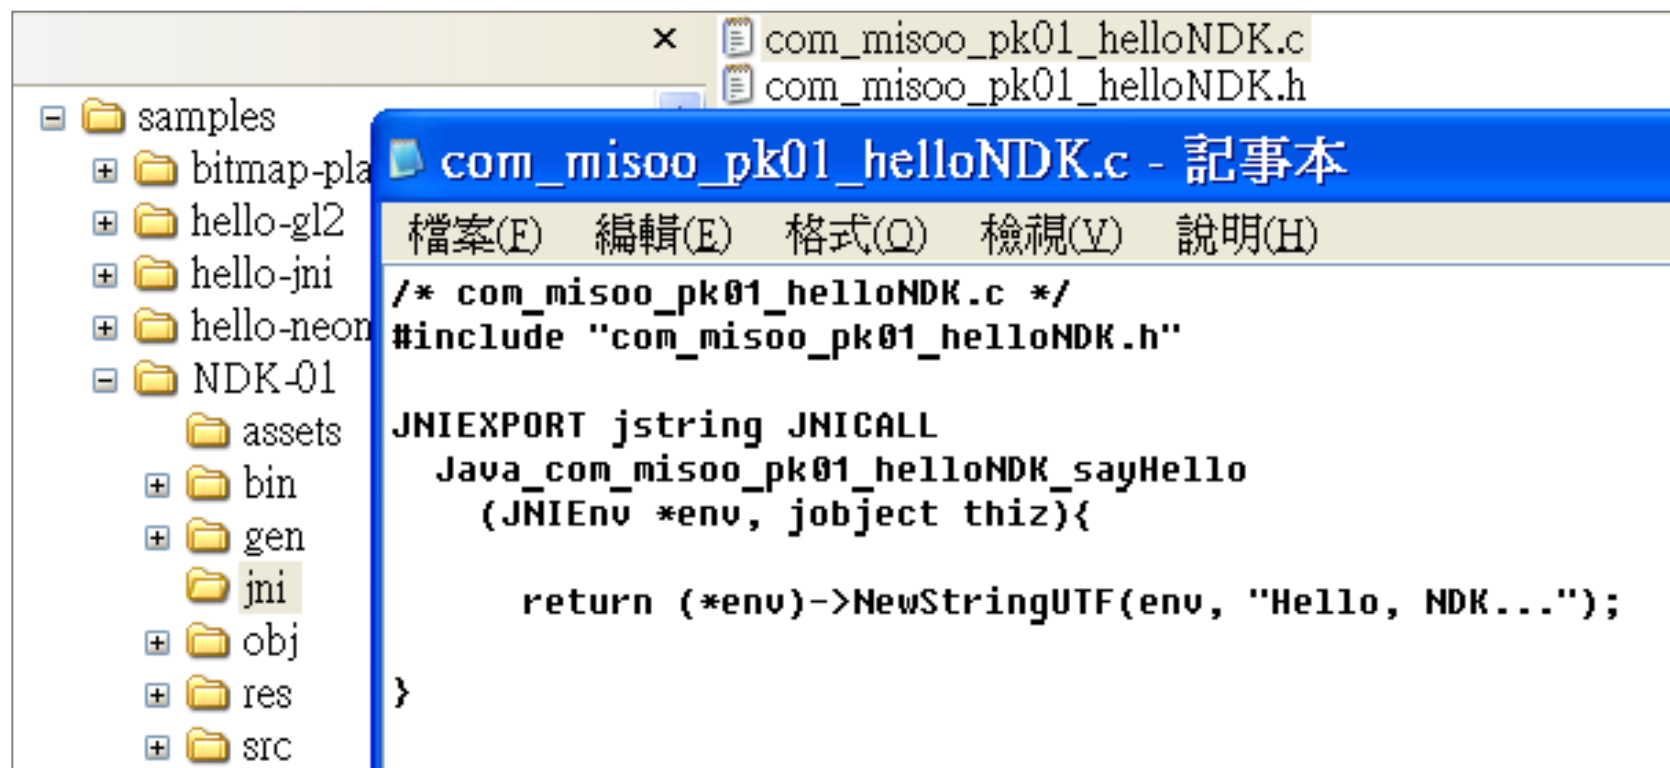 com_misoo_pk01_helloNDK.c
com_misoo_pk01_helloNDK.h
samples
bitmap-pla
hello-gl2
hello-jni
hello-neon
NDK-01
assets
bin
gen
jni
obj
res
src
com_misoo_pk01_helloNDK.c - 記事本
檔案(F) 編輯(E) 格式(O) 檢視(V) 說明(H)
/* com_misoo_pk01_helloNDK.c */
#include "com_misoo_pk01_helloNDK.h"
JNIEXPORT jstring JNICALL
Java_com_misoo_pk01_helloNDK_sayHello
(JNIEnv *env, jobject thiz){
return (*env)->NewStringUTF(env, "Hello, NDK...");
}